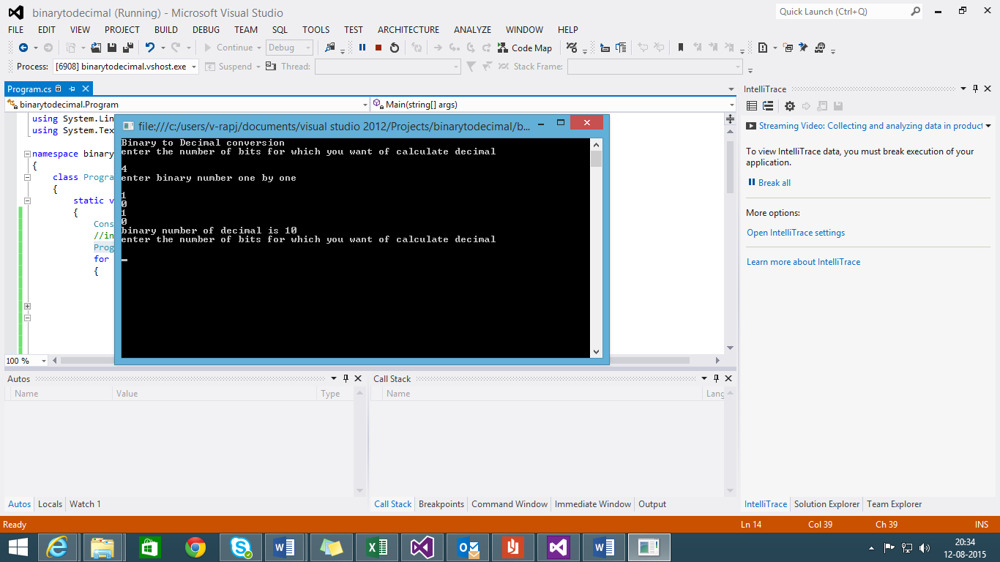 binarytodecimal (Running) - Microsoft Visual Studio
Quick Launch (Ctrl+Q)
FILE EDIT VIEW PROJECT BUILD DEBUG TEAM SQL TOOLS TEST ARCHITECTURE ANALYZE WINDOW HELP
Continue Debug Code Map
Process: [6908] binarytodecimal.vshost.exe Suspend Thread: Stack Frame:
Program.cs
binarytodecimal.Program
Main(string[] args)
using System.Lin
using System.Tex
namespace binary
{
class Progra
{
static v
{
Cons
//in
Prog
for
{
100 %
file:///c:/users/v-rapj/documents/visual studio 2012/Projects/binarytodecimal/b...
Binary to Decimal conversion
enter the number of bits for which you want of calculate decimal
4
enter binary number one by one
1
0
1
0
binary number of decimal is 10
enter the number of bits for which you want of calculate decimal
IntelliTrace
Streaming Video: Collecting and analyzing data in product
To view IntelliTrace data, you must break execution of your
application.
Break all
More options:
Open IntelliTrace settings
Learn more about IntelliTrace
Autos
Name Value Type
Call Stack
Name Lang
Autos Locals Watch 1
Call Stack Breakpoints Command Window Immediate Window Output
IntelliTrace Solution Explorer Team Explorer
Ready Ln 14 Col 39 Ch 39 INS
20:34
12-08-2015